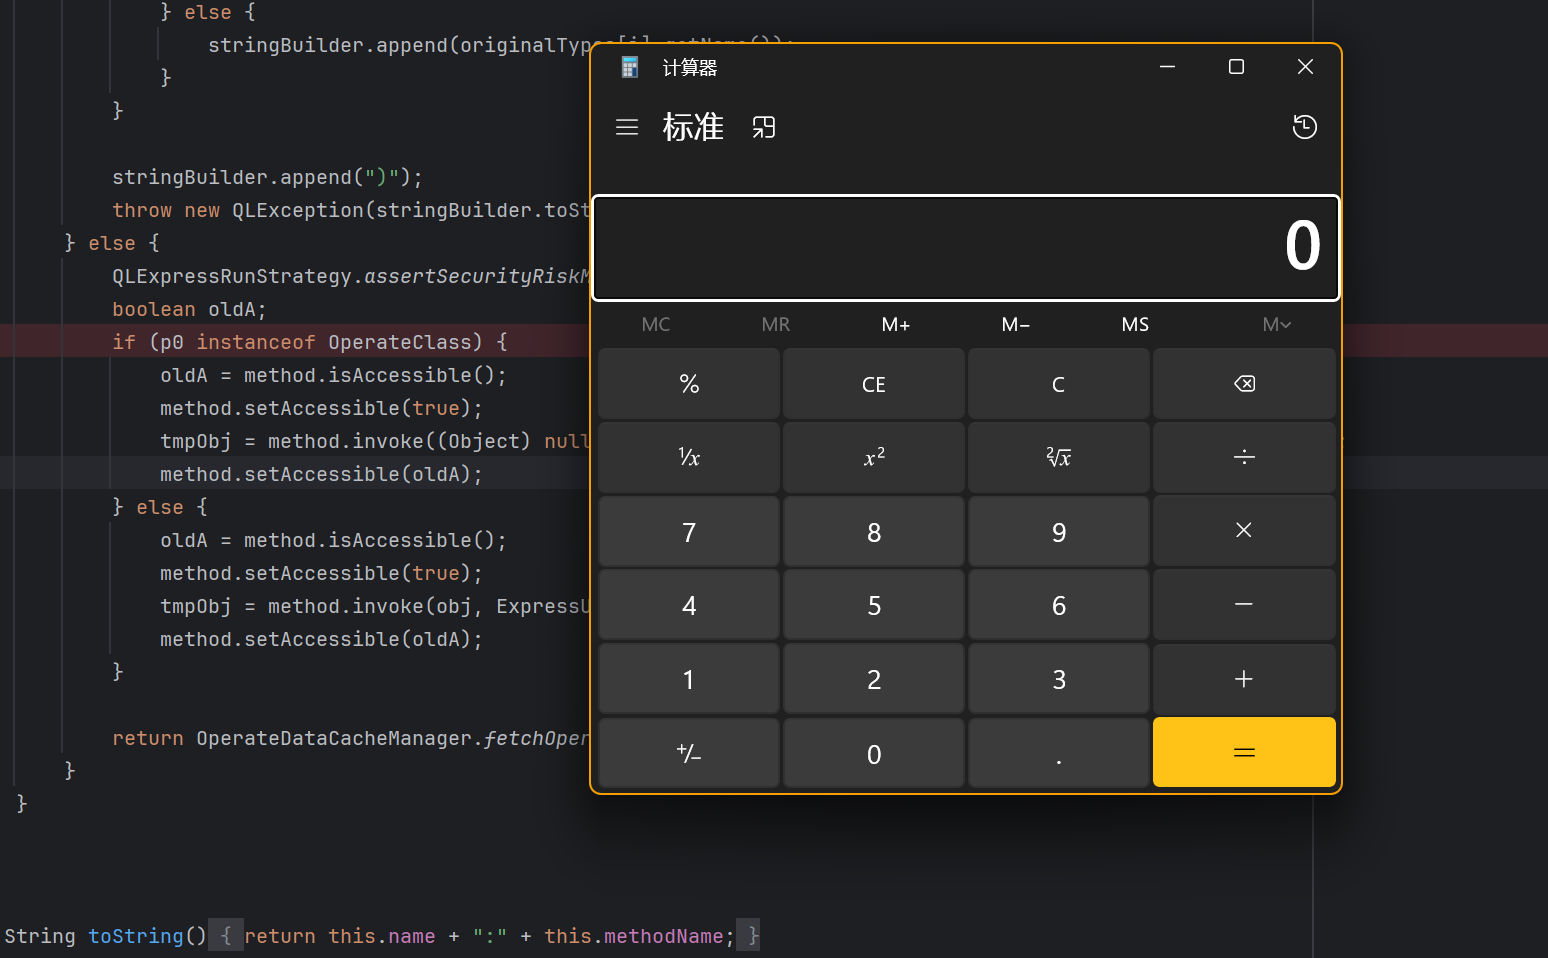 } else {
stringBuilder.append(originalTypes[i].getName());
}
}
stringBuilder.append(")");
throw new QLException(stringBuilder.toSt
} else {
QLExpressRunStrategy.assertSecurityRiskM
boolean oldA;
if (p0 instanceof OperateClass) {
oldA = method.isAccessible();
method.setAccessible(true);
tmpObj = method.invoke((Object) null
method.setAccessible(oldA);
} else {
oldA = method.isAccessible();
method.setAccessible(true);
tmpObj = method.invoke(obj, ExpressU
method.setAccessible(oldA);
}
return OperateDataCacheManager.fetchOper
}
}
String toString() { return this.name + ":" + this.methodName; }
计算器
标准
0
MC MR M+ M− MS M
% CE C
¹⁄x x² ²√x ÷
7 8 9 ×
4 5 6 −
1 2 3 +
+/− 0 . =